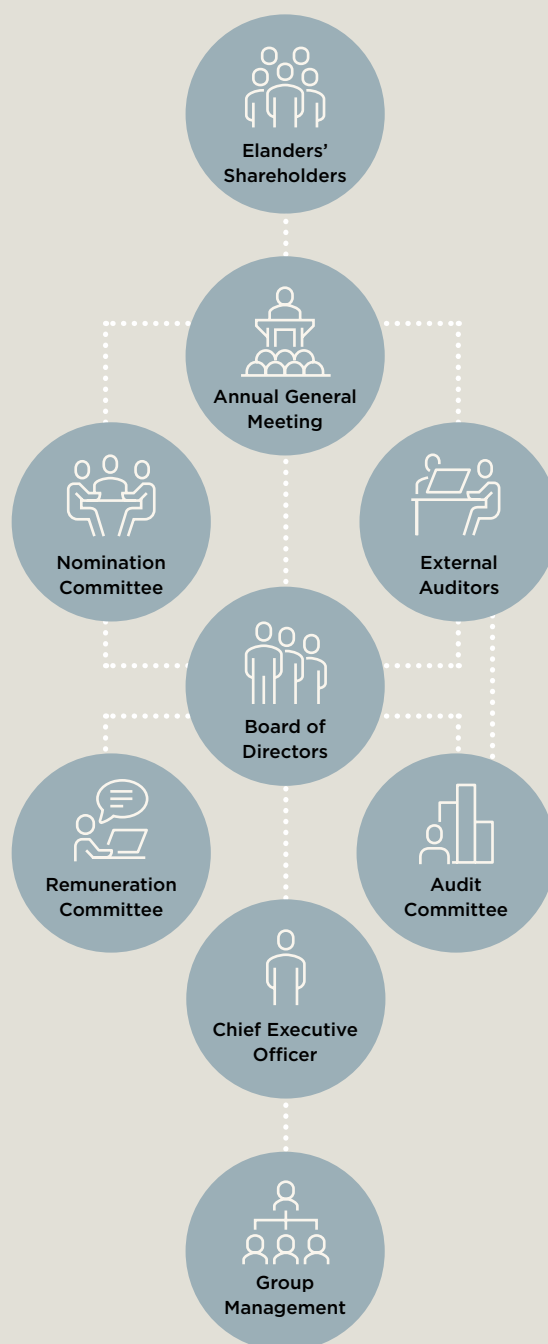 Elanders’
Shareholders
Annual General
Meeting
Nomination
Committee
External
Auditors
Board of
Directors
Remuneration
Committee
Audit
Committee
Chief Executive
Officer
Group
Management